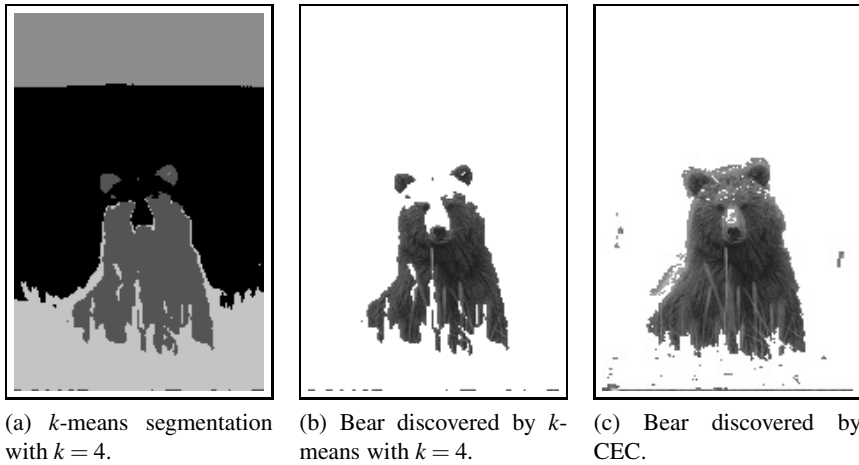 (a) k-means segmentation
with k = 4.
(b) Bear discovered by k-
means with k = 4.
(c) Bear discovered by
CEC.